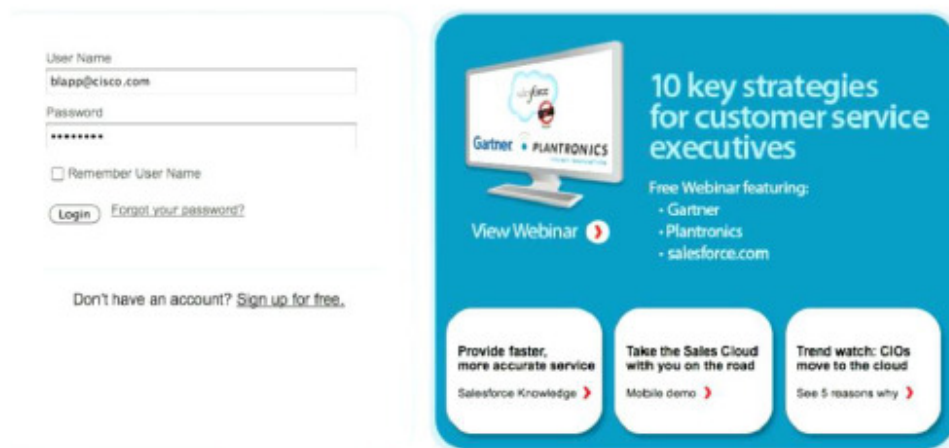 User Name
blapp@cisco.com
Password
••••••••
Remember User Name
Login Forgot your password?
Don't have an account? Sign up for free.
Gartner PLANTRONICS
View Webinar
10 key strategies
for customer service
executives
Free Webinar featuring:
• Gartner
• Plantronics
• salesforce.com
Provide faster,
more accurate service
Salesforce Knowledge
Take the Sales Cloud
with you on the road
Mobile demo
Trend watch: CIOs
move to the cloud
See 5 reasons why